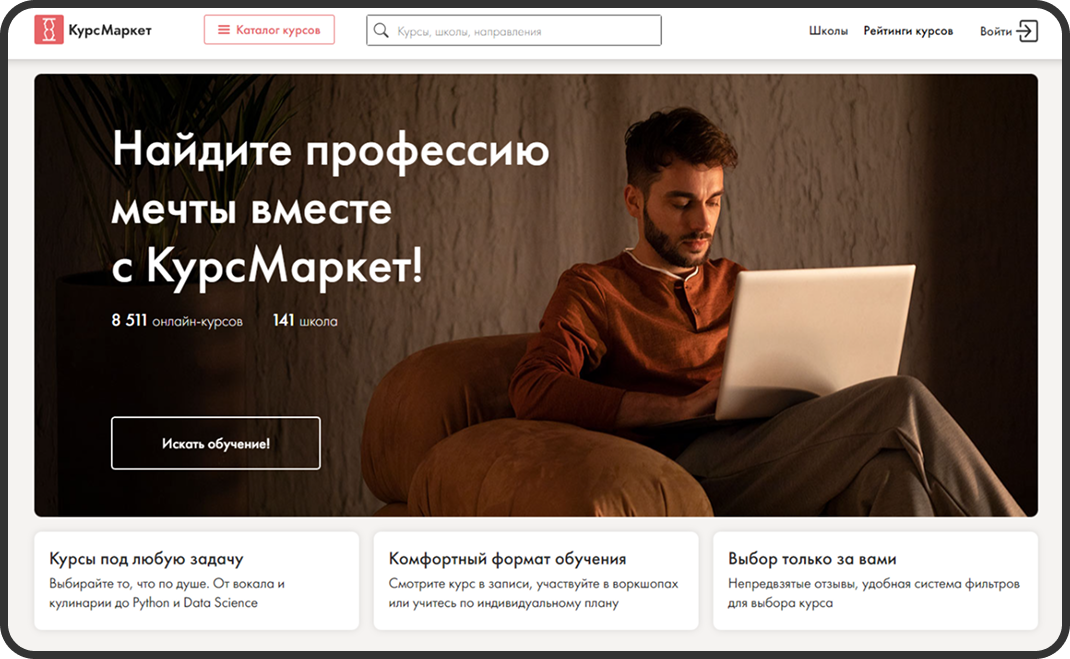 КурсМаркет
Каталог курсов
Курсы, школы, направления
Школы
Рейтинги курсов
Войти
Найдите профессию
мечты вместе
с КурсМаркет!
8 511 онлайн-курсов
141 школа
Искать обучение!
Курсы под любую задачу
Выбирайте то, что по душе. От вокала и
кулинарии до Python и Data Science
Комфортный формат обучения
Смотрите курс в записи, участвуйте в воркшопах
или учитесь по индивидуальному плану
Выбор только за вами
Непредвзятые отзывы, удобная система фильтров
для выбора курса